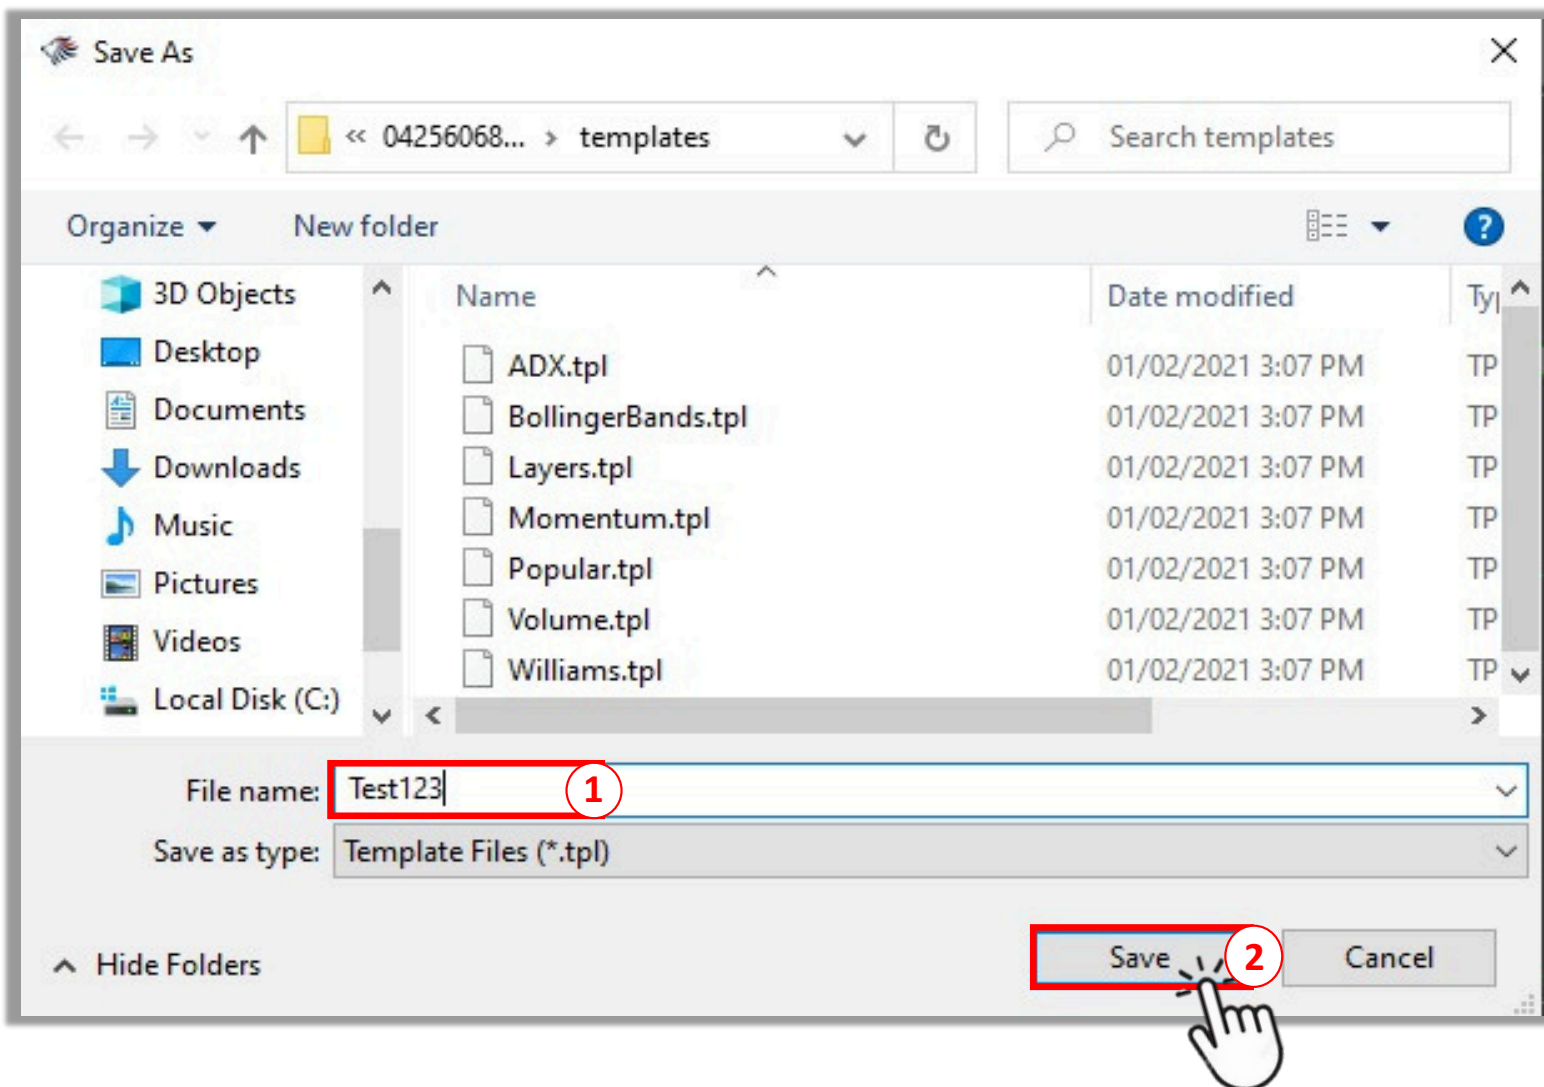 Save As
« 04256068... › templates
Search templates
Organize
New folder
?
3D Objects
Desktop
Documents
Downloads
Music
Pictures
Videos
Local Disk (C:)
Name Date modified
ADX.tpl 01/02/2021 3:07 PM TP
BollingerBands.tpl 01/02/2021 3:07 PM TP
Layers.tpl 01/02/2021 3:07 PM TP
Momentum.tpl 01/02/2021 3:07 PM TP
Popular.tpl 01/02/2021 3:07 PM TP
Volume.tpl 01/02/2021 3:07 PM TP
Williams.tpl 01/02/2021 3:07 PM TP
File name: Test123 1
Save as type: Template Files (*.tpl)
Hide Folders
Save 2 Cancel